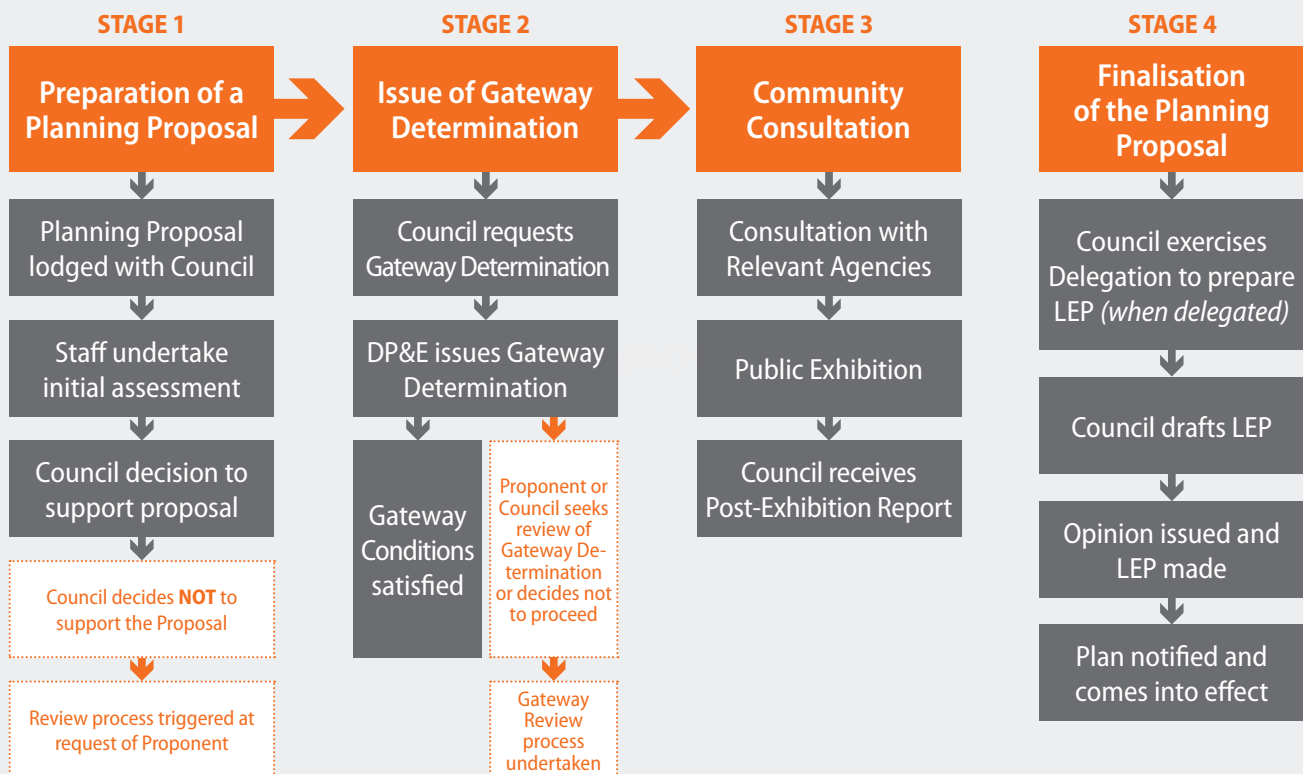 STAGE 1
Preparation of a
Planning Proposal
Planning Proposal
lodged with Council
Staff undertake
initial assessment
Council decision to
support proposal
Council decides NOT to
support the Proposal
Review process triggered at
request of Proponent
STAGE 2
Issue of Gateway
Determination
Council requests
Gateway Determination
DP&E issues Gateway
Determination
Gateway
Conditions
satisfied
Proponent or
Council seeks
review of
Gateway De-
termination
or decides not
to proceed
Gateway
Review
process
undertaken
STAGE 3
Community
Consultation
Consultation with
Relevant Agencies
Public Exhibition
Council receives
Post-Exhibition Report
STAGE 4
Finalisation
of the Planning
Proposal
Council exercises
Delegation to prepare
LEP (when delegated)
Council drafts LEP
Opinion issued and
LEP made
Plan notified and
comes into effect